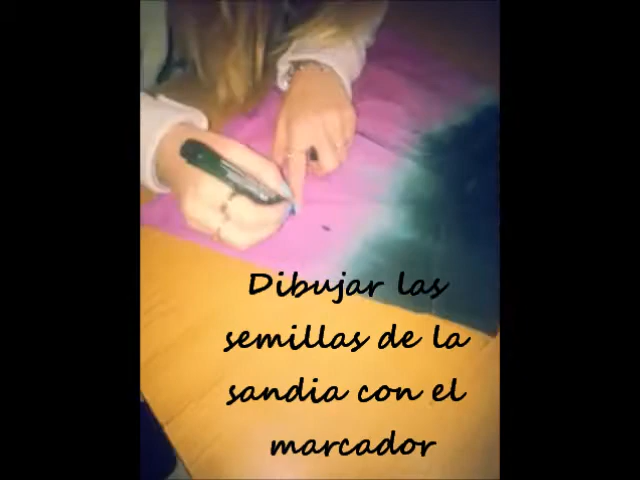 Dibujar las
semillas de la
sandia con el
marcador